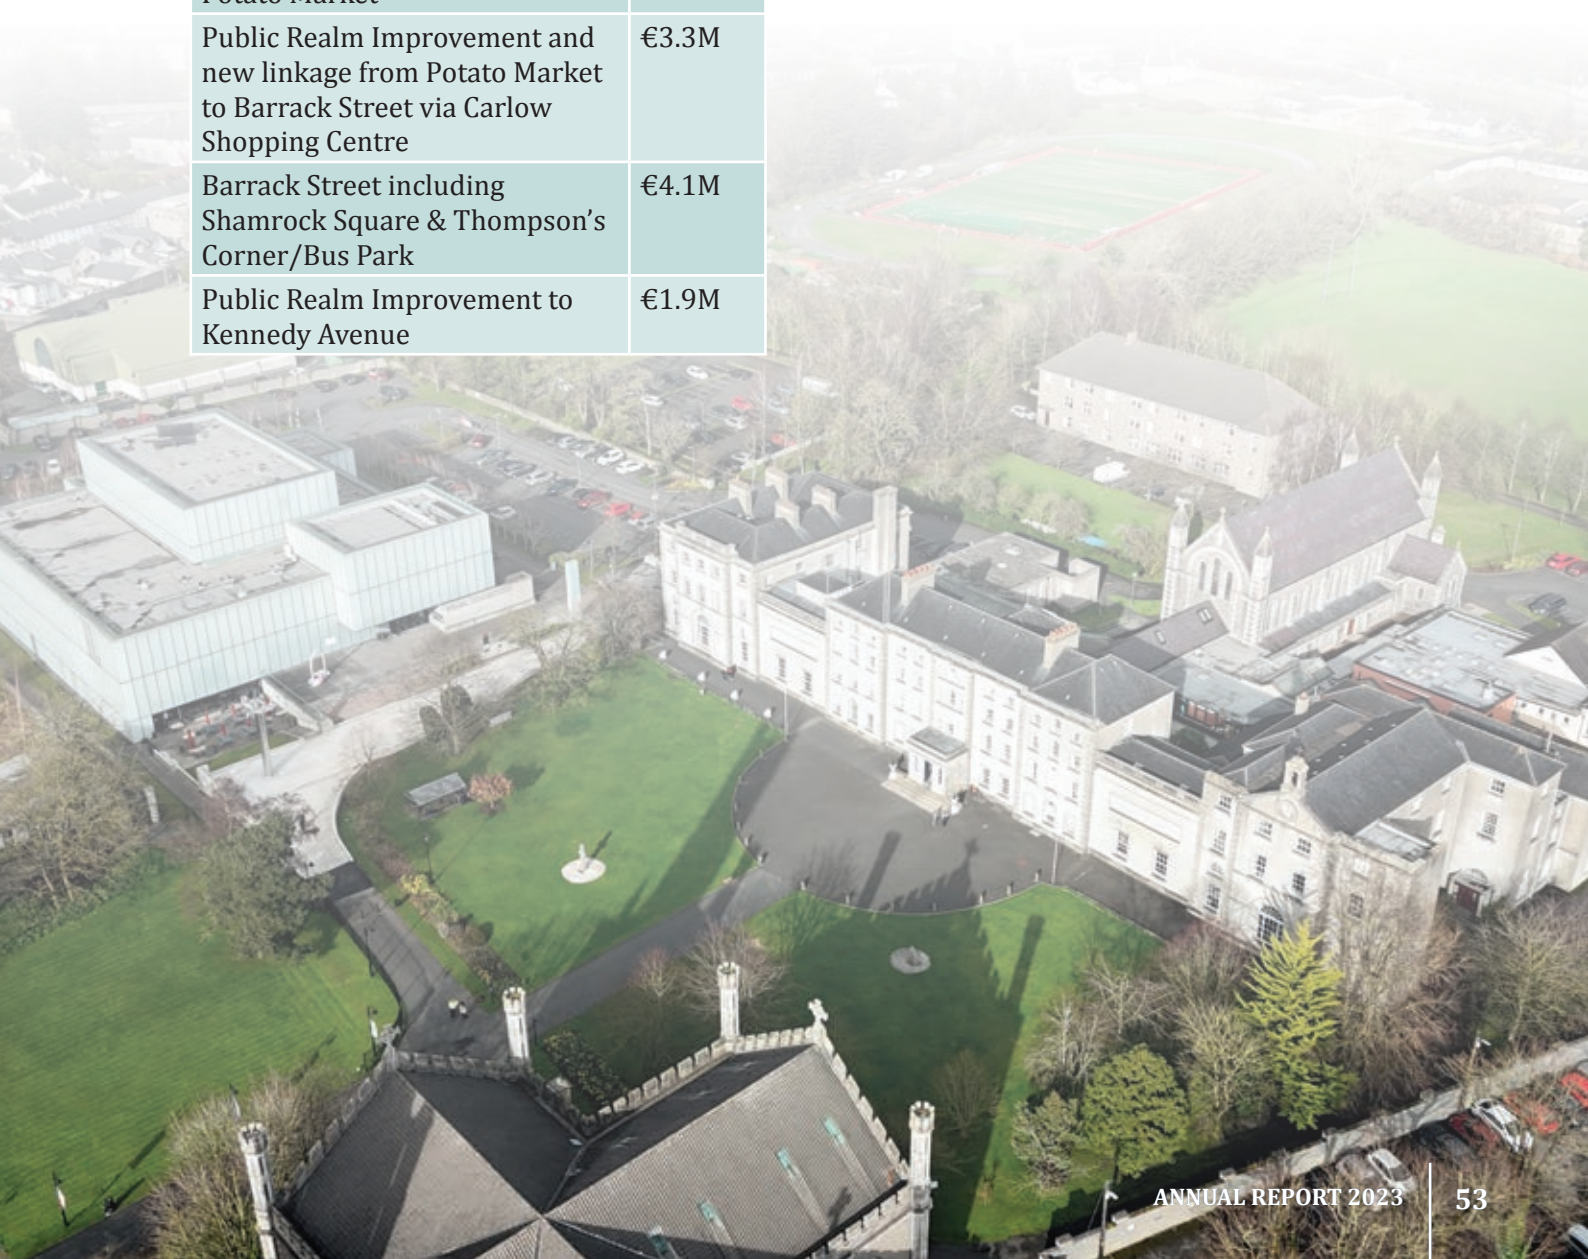 Potato Market
Public Realm Improvement and
€3.3M
new linkage from Potato Market
to Barrack Street via Carlow
Shopping Centre
Barrack Street including
€4.1M
Shamrock Square & Thompson’s
Corner/Bus Park
Public Realm Improvement to
€1.9M
Kennedy Avenue
ANNUAL REPORT 2023
53